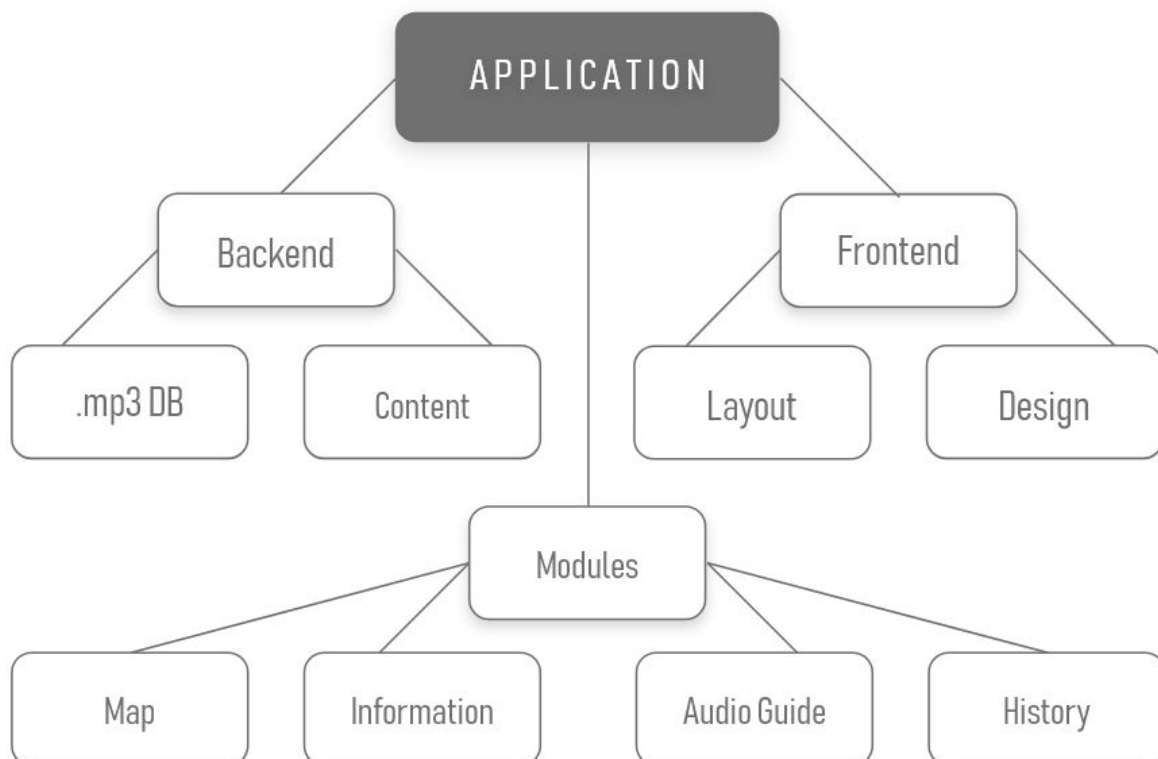 APPLICATION
Backend
Frontend
.mp3 DB
Content
Layout
Design
Modules
Map
Information
Audio Guide
History